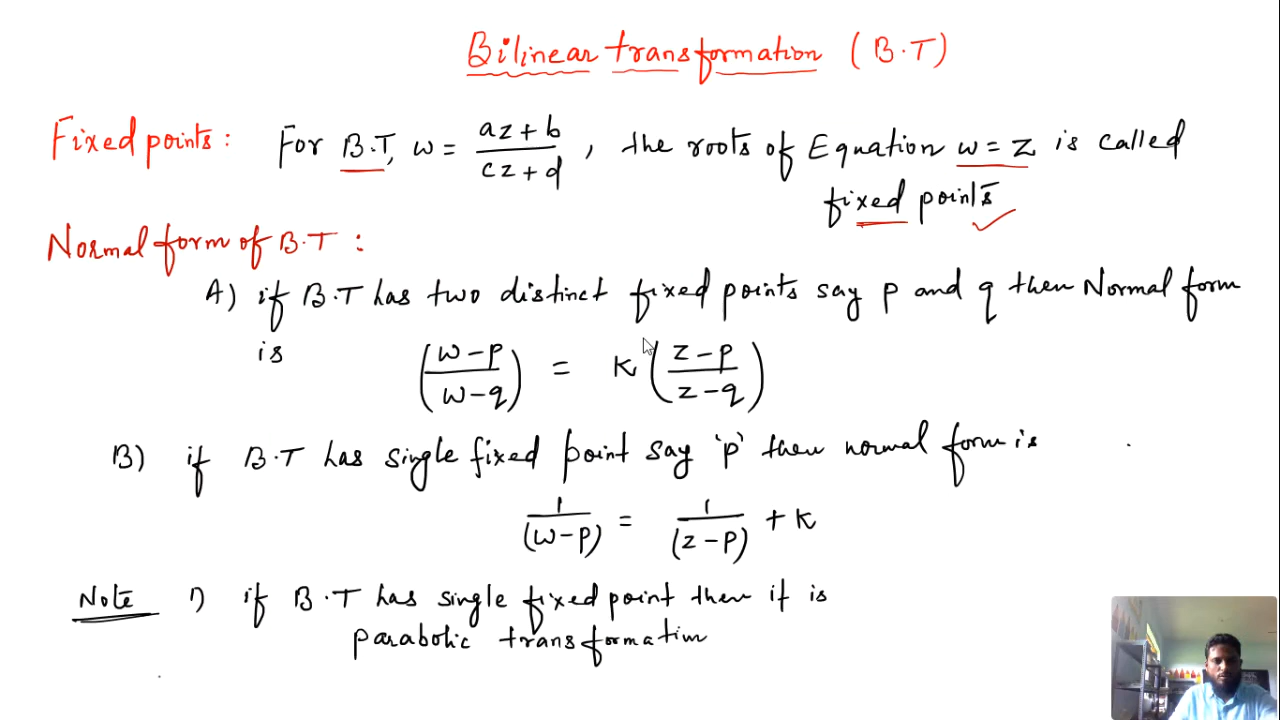 Bilinear transformation (B.T)
Fixed points: For B.T, w = (az+b)/(cz+d), the roots of Equation w = z is called
fixed points
Normal form of B.T :
A) if B.T has two distinct fixed points say p and q then Normal form
is (w-p)/(w-q) = k((z-p)/(z-q))
B) if B.T has single fixed point say 'p' then normal form is
1/(w-p) = 1/(z-p) + k
Note 1) if B.T has single fixed point then it is
parabolic transformation